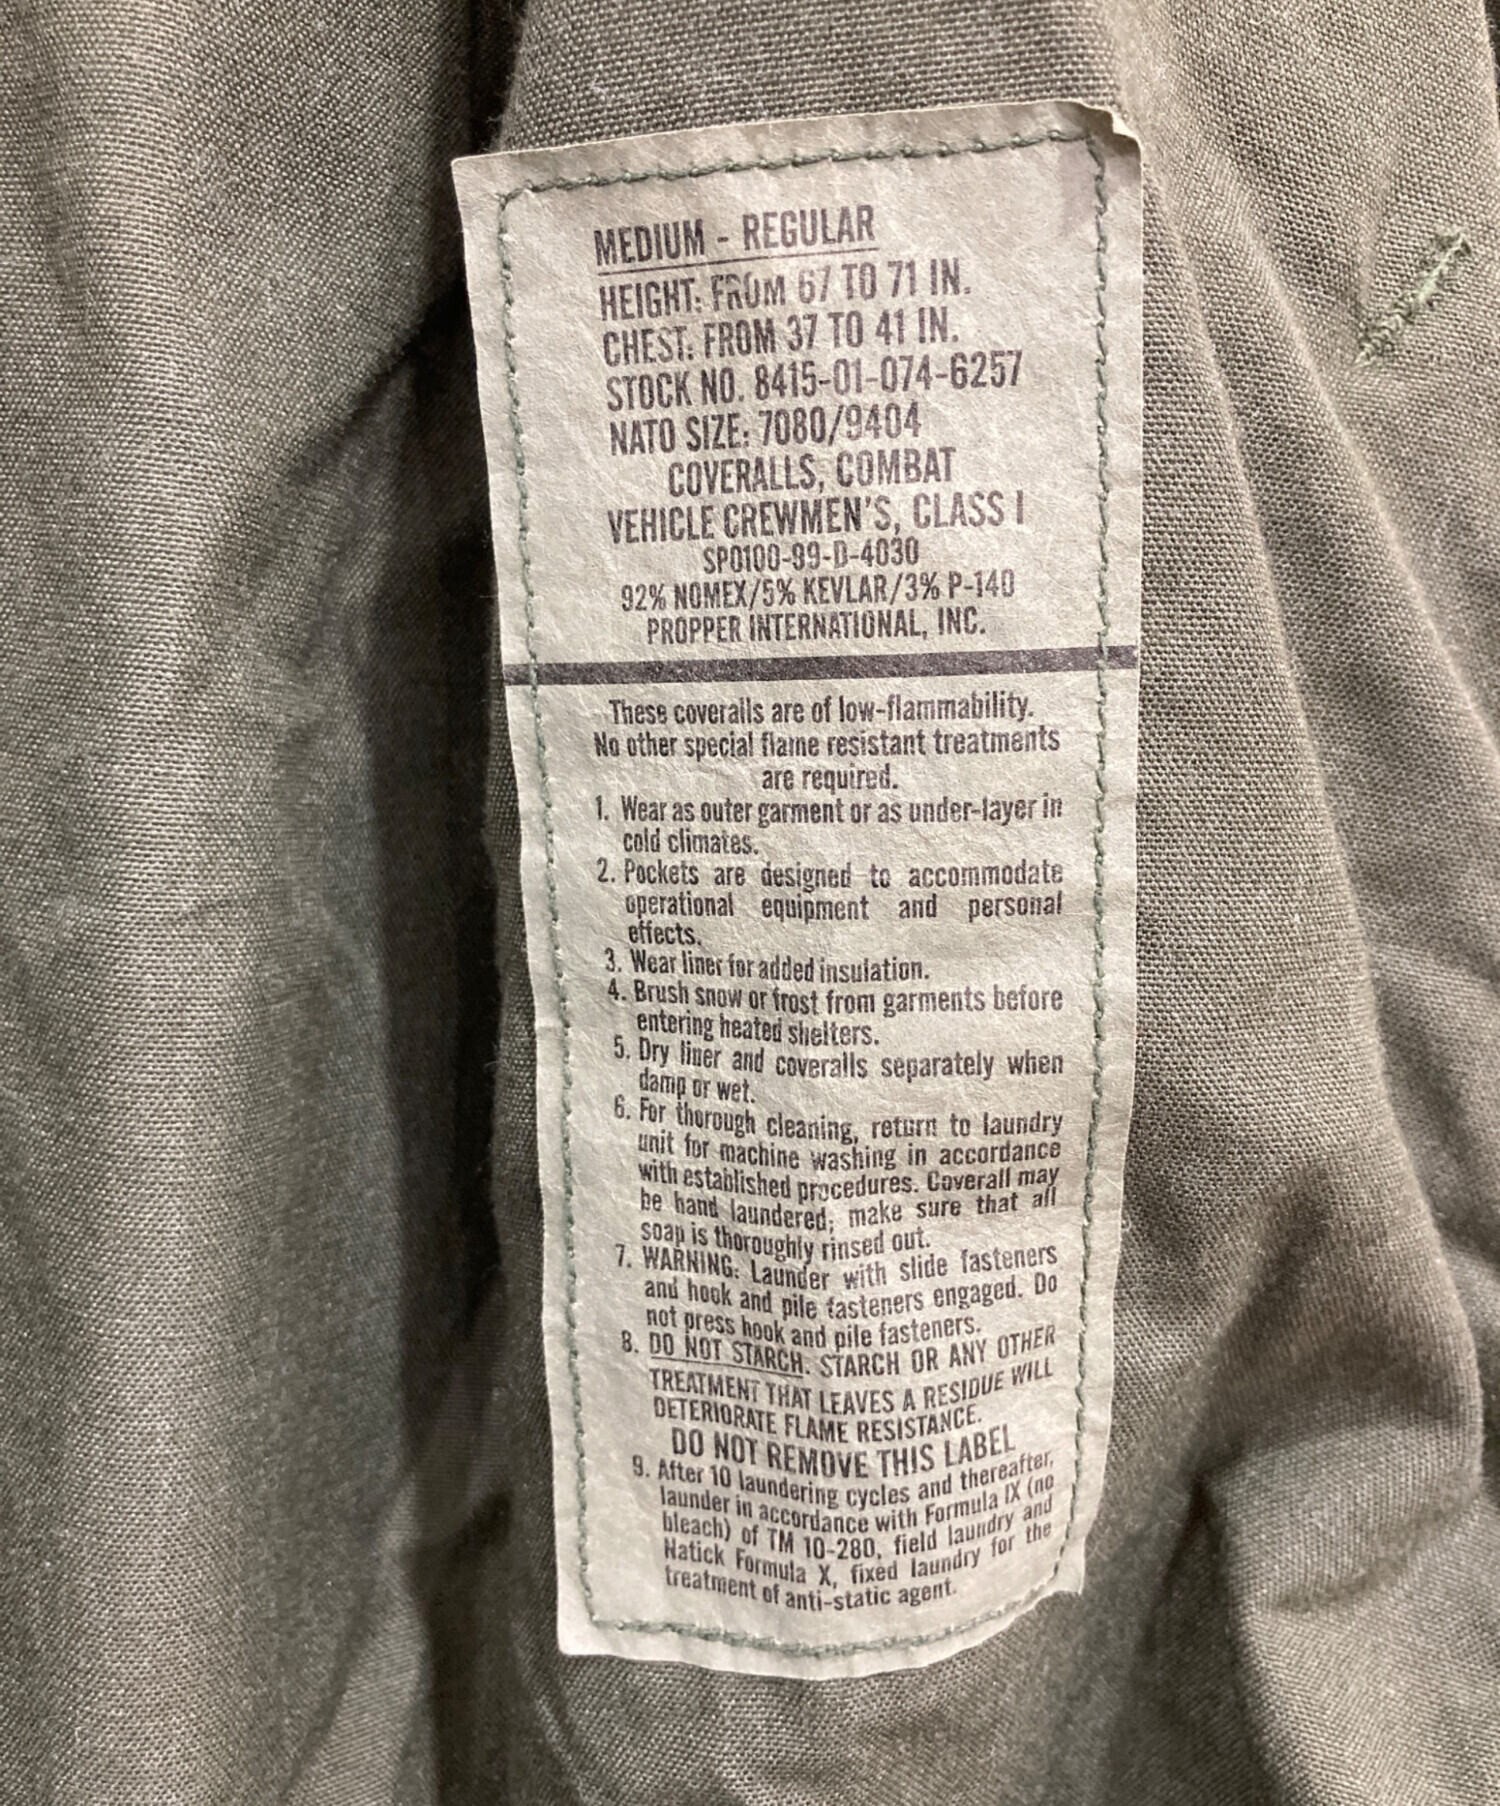 MEDIUM - REGULAR
HEIGHT: FROM 67 TO 71 IN.
CHEST: FROM 37 TO 41 IN.
STOCK NO. 8415-01-074-6257
NATO SIZE: 7080/9404
COVERALLS, COMBAT
VEHICLE CREWMEN'S, CLASS I
SP0100-99-D-4030
92% NOMEX/5% KEVLAR/3% P-140
PROPPER INTERNATIONAL, INC.
These coveralls are of low-flammability.
No other special flame resistant treatments
are required.
1. Wear as outer garment or as under-layer in
cold climates.
2. Pockets are designed to accommodate
operational equipment and personal
effects.
3. Wear liner for added insulation.
4. Brush snow or frost from garments before
entering heated shelters.
5. Dry liner and coveralls separately when
damp or wet.
6. For thorough cleaning, return to laundry
unit for machine washing in accordance
with established procedures. Coverall may
be hand laundered; make sure that all
soap is thoroughly rinsed out.
7. WARNING: Launder with slide fasteners
and hook and pile fasteners engaged. Do
not press hook and pile fasteners.
8. DO NOT STARCH. STARCH OR ANY OTHER
TREATMENT THAT LEAVES A RESIDUE WILL
DETERIORATE FLAME RESISTANCE.
DO NOT REMOVE THIS LABEL
9. After 10 laundering cycles and thereafter,
launder in accordance with Formula IX (no
bleach) of TM 10-280, field laundry and
Natick Formula X, fixed laundry for the
treatment of anti-static agent.